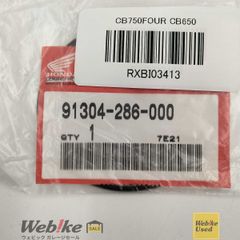 CB750FOUR CB650
RXBI03413
HONDA
91304-286-000
QTY 1 7E21
Webike SALE
ウェビック ガレージセール
Webike
Used